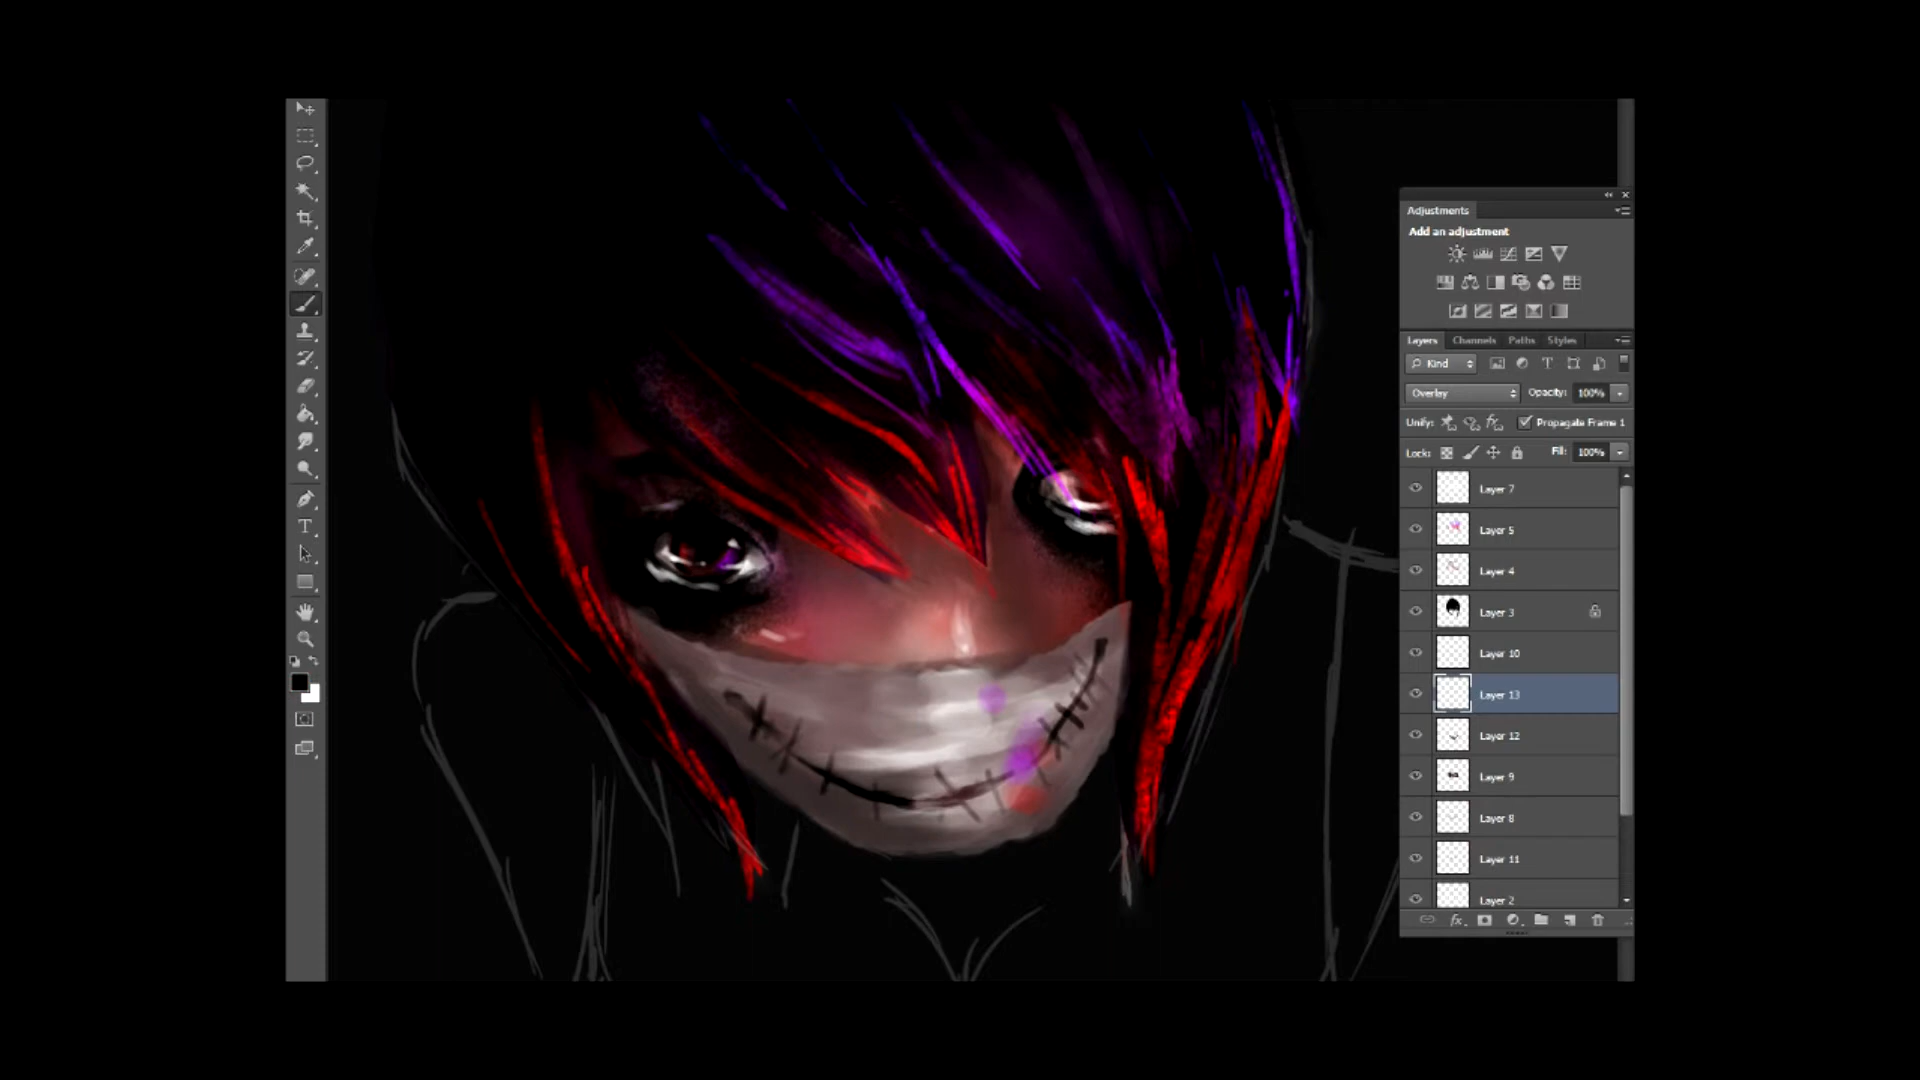 Adjustments
Add an adjustment
Layers Channels Paths Styles
Kind T
Overlay Opacity: 100%
Unify: Propagate Frame 1
Lock: Fill: 100%
Layer 7
Layer 5
Layer 4
Layer 3
Layer 10
Layer 13
Layer 12
Layer 9
Layer 8
Layer 11
Layer 2
fx
T